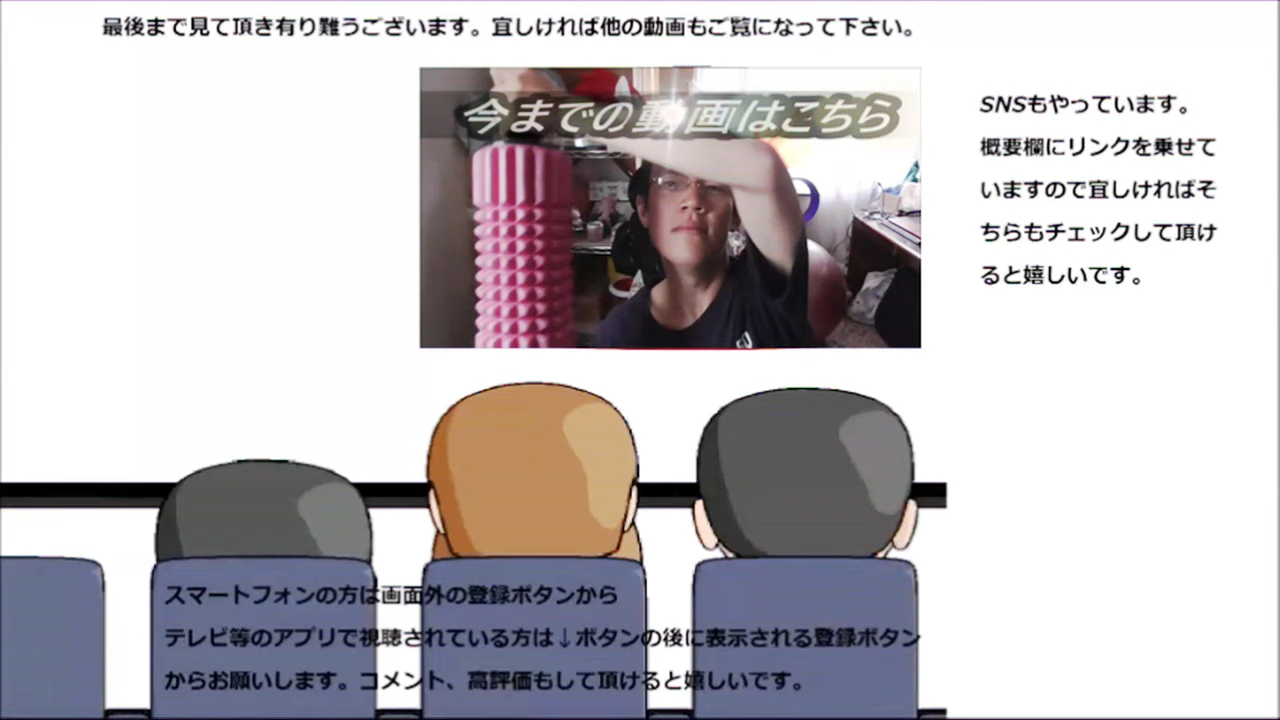 最後まで見て頂き有り難うございます。宜しければ他の動画もご覧になって下さい。
今までの動画はこちら
SNSもやっています。
概要欄にリンクを乗せて
いますので宜しければそ
ちらもチェックして頂け
ると嬉しいです。
スマートフォンの方は画面外の登録ボタンから
テレビ等のアプリで視聴されている方は↓ボタンの後に表示される登録ボタン
からお願いします。コメント、高評価もして頂けると嬉しいです。